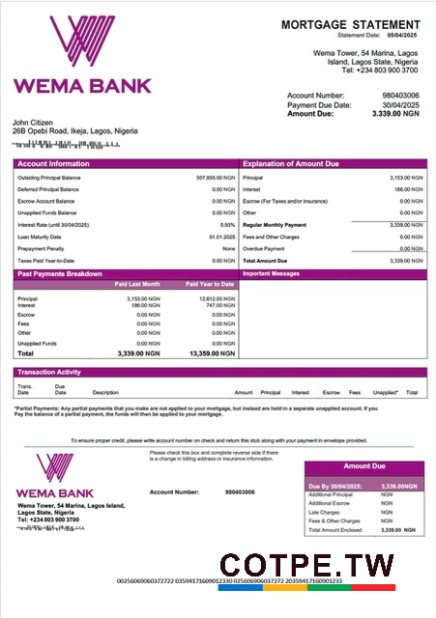 MORTGAGE STATEMENT
Statement Date: 05/04/2025
WEMA BANK
Wema Tower, 54 Marina, Lagos
Island, Lagos State, Nigeria
Tel: +234 803 900 3700
Account Number: 980403006
Payment Due Date: 30/04/2025
Amount Due: 3.339.00 NGN
John Citizen
26B Opebi Road, Ikeja, Lagos, Nigeria
Account Information
Outsiding Principal Balance 507,855.00 NGN
Deferred Principal Balance 0.00 NGN
Escrow Account Balance 0.00 NGN
Unapplied Funds Balance 0.00 NGN
Interest Rate (until 30/04/2025) 5.93%
Loan Maturity Date 01.01.2025
Prepayment Penalty None
Taxes Paid Year-to-Date 0.00 NGN
Explanation of Amount Due
Principal 3,153.00 NGN
Interest 186.00 NGN
Escrow (For Taxes and/or Insurance) 0.00 NGN
Other 0.00 NGN
Regular Monthly Payment 3,339.00 NGN
Fees and Other Charges 0.00 NGN
Overdue Payment 0.00 NGN
Total Amount Due 3,339.00 NGN
Past Payments Breakdown
Paid Last Month Paid Year to Date
Principal 3,153.00 NGN 12,612.00 NGN
Interest 186.00 NGN 747.00 NGN
Escrow 0.00 NGN 0.00 NGN
Fees 0.00 NGN 0.00 NGN
Other 0.00 NGN 0.00 NGN
Unapplied Funds 0.00 NGN 0.00 NGN
Total 3,339.00 NGN 13,359.00 NGN
Important Messages
Transaction Activity
Trans. Date Due Date Description Amount Principal Interest Escrow Fees Unapplied* Total
*Partial Payments: Any partial payments that you make are not applied to your mortgage, but instead are held in a separate unapplied account. If you
Pay the balance of a partial payment, the funds will then be applied to your mortgage.
To ensure proper credit, please write account number on check and return this stub along with your payment in envelope provided.
Please check this box and complete reverse side if there
is a change in billing address or insurance information.
WEMA BANK
Wema Tower, 54 Marina, Lagos Island,
Lagos State, Nigeria
Tel: +234 803 900 3700
Account Number: 980403006
Amount Due
Due By 30/04/2025: 3,339.00NGN
Additional Principal NGN
Additional Escrow NGN
Late Charges NGN
Fees & Other Charges NGN
Total Amount Enclosed 3,339.00 NGN
COTPE.TW